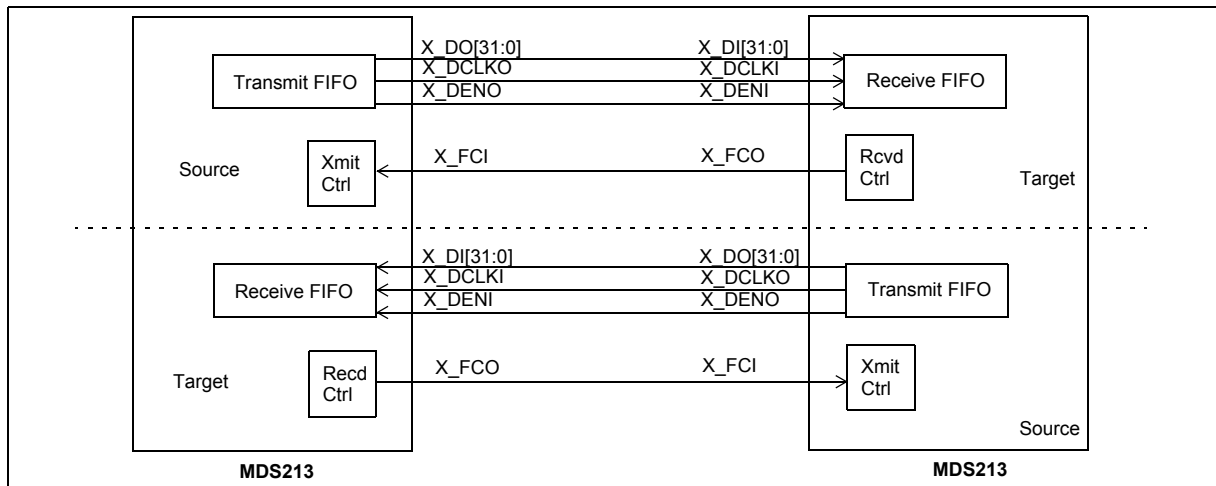 X_DO[31:0] X_DI[31:0]
X_DCLKO X_DCLKI
X_DENO X_DENI
Transmit FIFO
Receive FIFO
Source
Xmit
Ctrl
X_FCI X_FCO
Rcvd
Ctrl
Target
X_DI[31:0] X_DO[31:0]
X_DCLKI X_DCLKO
X_DENI X_DENO
Receive FIFO
Transmit FIFO
Target
Recd
Ctrl
X_FCO X_FCI
Xmit
Ctrl
Source
MDS213 MDS213